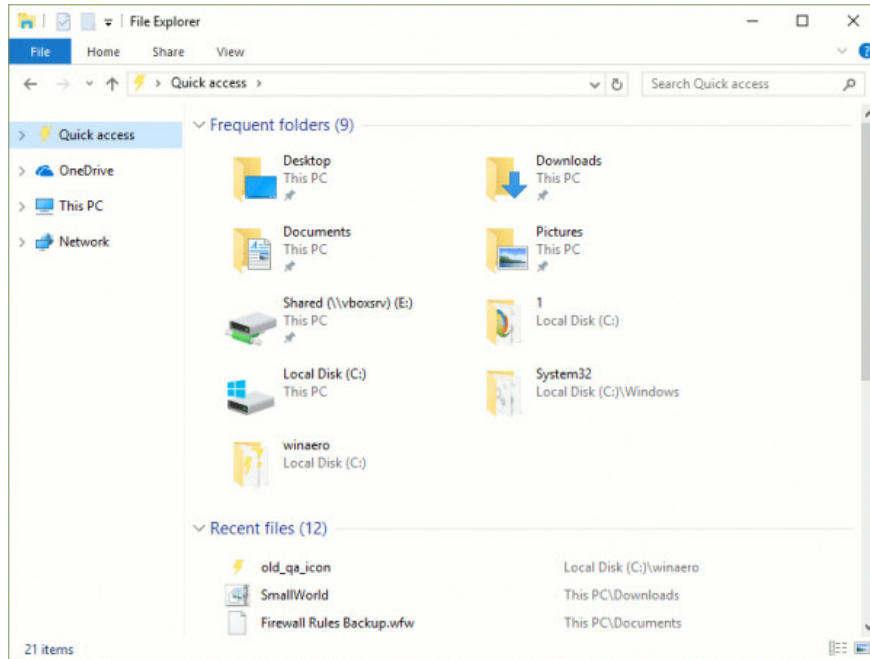 File Explorer
File Home Share View
Quick access
Search Quick access
Quick access
OneDrive
This PC
Network
Frequent folders (9)
Desktop
This PC
Downloads
This PC
Documents
This PC
Pictures
This PC
Shared (\\vboxsrv) (E:)
This PC
1
Local Disk (C:)
Local Disk (C:)
This PC
System32
Local Disk (C:)\Windows
winaero
Local Disk (C:)
Recent files (12)
old_qa_icon Local Disk (C:)\winaero
SmallWorld This PC\Downloads
Firewall Rules Backup.wfw This PC\Documents
21 items